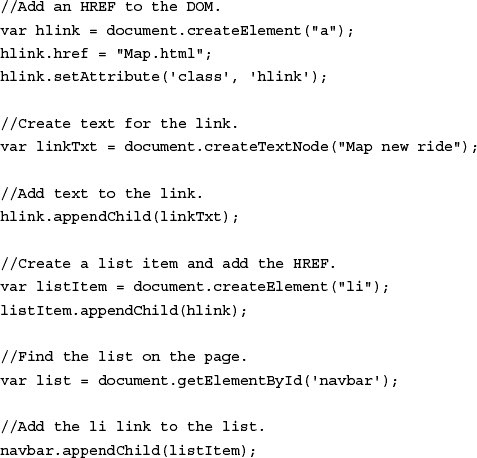 //Add an HREF to the DOM.
var hlink = document.createElement("a");
hlink.href = "Map.html";
hlink.setAttribute('class', 'hlink');
//Create text for the link.
var linkTxt = document.createTextNode("Map new ride");
//Add text to the link.
hlink.appendChild(linkTxt);
//Create a list item and add the HREF.
var listItem = document.createElement("li");
listItem.appendChild(hlink);
//Find the list on the page.
var list = document.getElementById('navbar');
//Add the li link to the list.
navbar.appendChild(listItem);